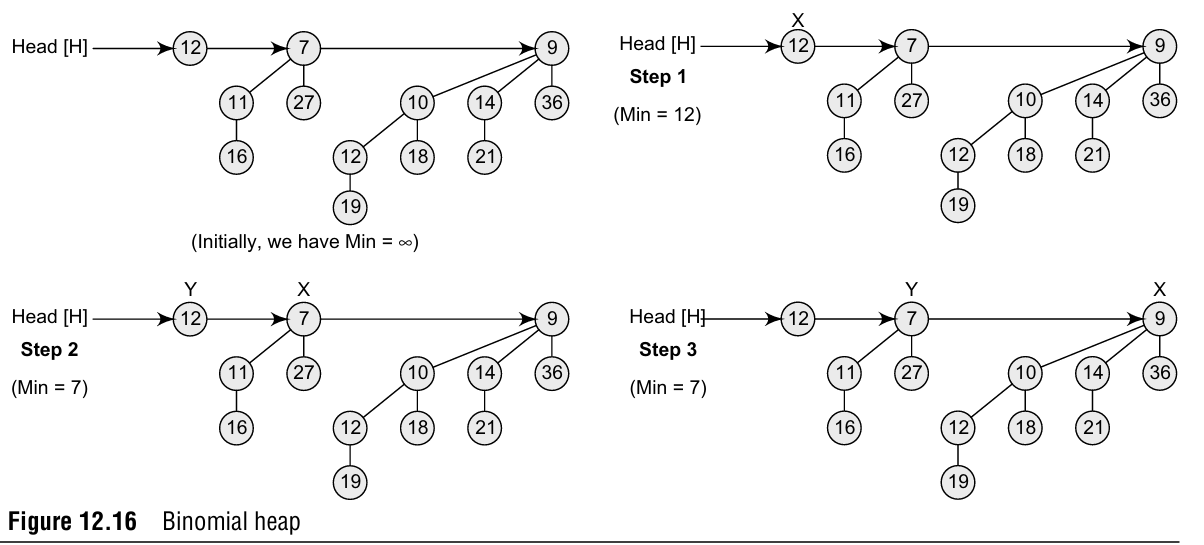 Head [H] 12 7 9
11 27 10 14 36
16 12 18 21
19
(Initially, we have Min = ∞)
X
Head [H] 12 7 9
Step 1
11 27 10 14 36
(Min = 12)
16 12 18 21
19
Y X
Head [H] 12 7 9
Step 2
11 27 10 14 36
(Min = 7)
16 12 18 21
19
Y X
Head [H] 12 7 9
Step 3
11 27 10 14 36
(Min = 7)
16 12 18 21
19
Figure 12.16 Binomial heap